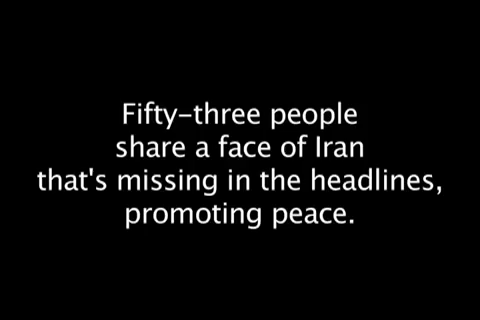 Fifty-three people
share a face of Iran
that's missing in the headlines,
promoting peace.